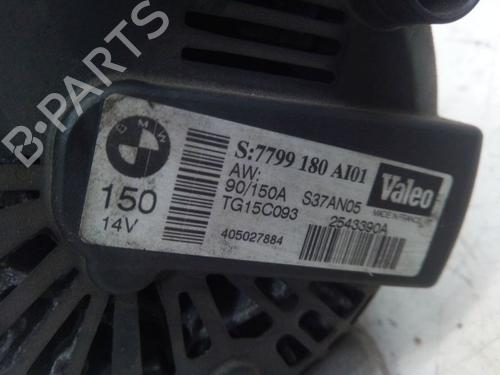 B-PARTS
BMW
150
14V
S:7799 180 AI01
AW:
90/150A
S37AN05
TG15C093
2543390A
405027884
Valeo
MADE IN FRANCE